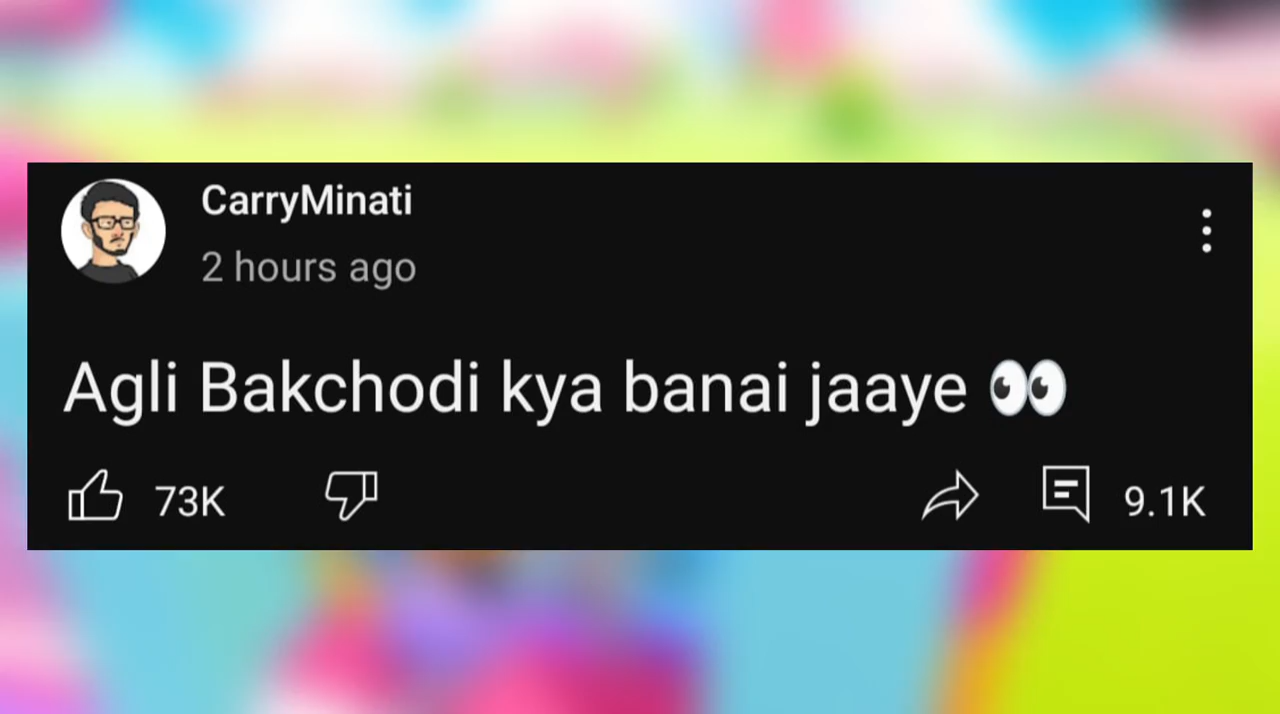 CarryMinati
2 hours ago
Agli Bakchodi kya banai jaaye 👀
73K
9.1K